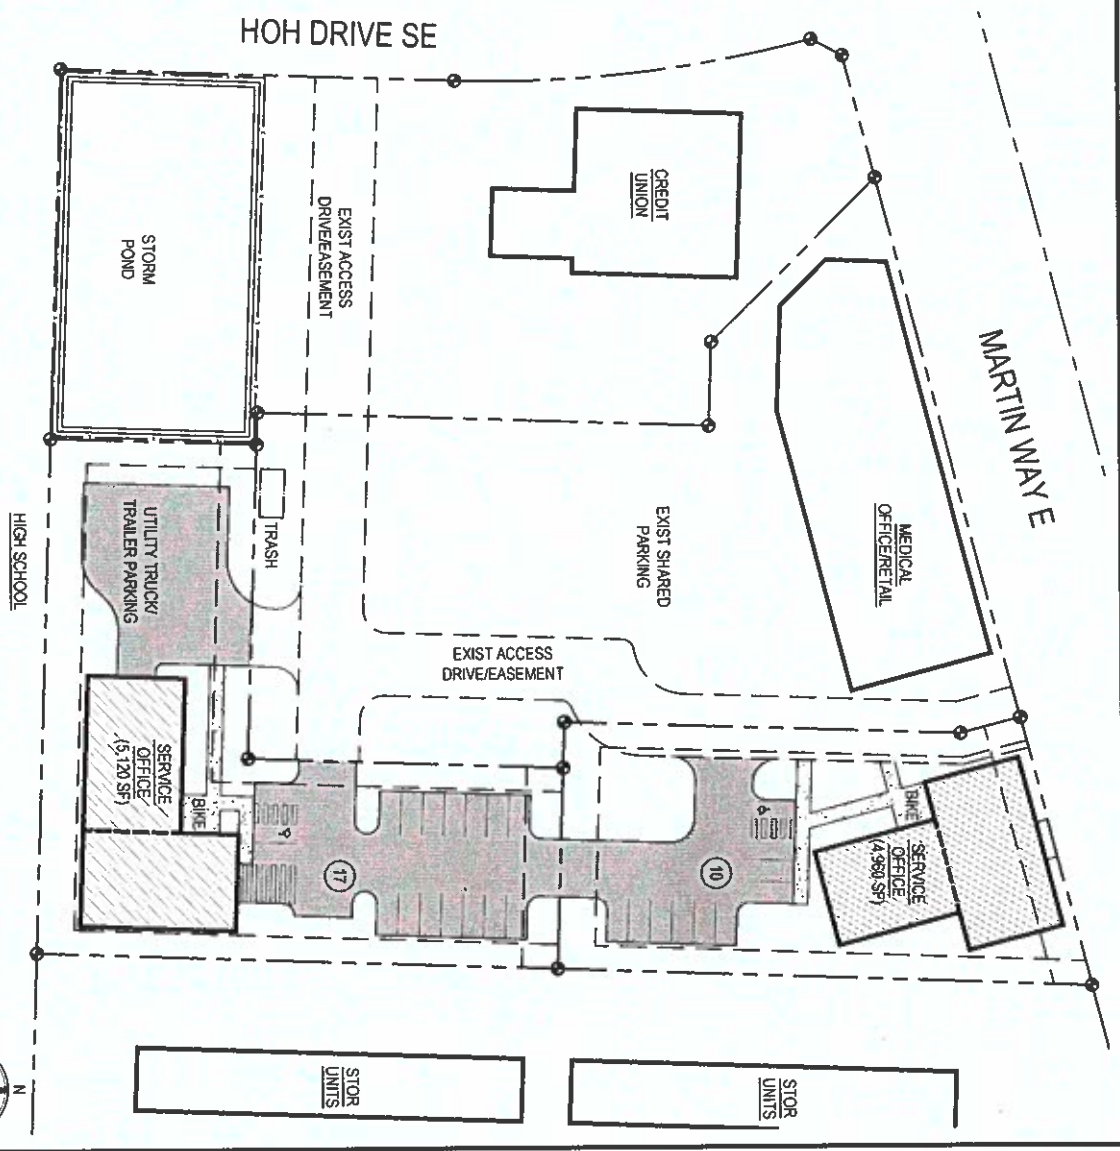 HOH DRIVE SE
MARTIN WAY E
CREDIT
UNION
EXIST ACCESS
DRIVE/EASEMENT
STORM
POND
MEDICAL
OFFICE/RETAIL
EXIST SHARED
PARKING
TRASH
UTILITY TRUCK/
TRAILER PARKING
HIGH SCHOOL
EXIST ACCESS
DRIVE/EASEMENT
SERVICE
OFFICE
(5,120 SF)
BIKE
17
10
BIKE
SERVICE
OFFICE
(4,960 SF)
STOR
UNITS
STOR
UNITS
N